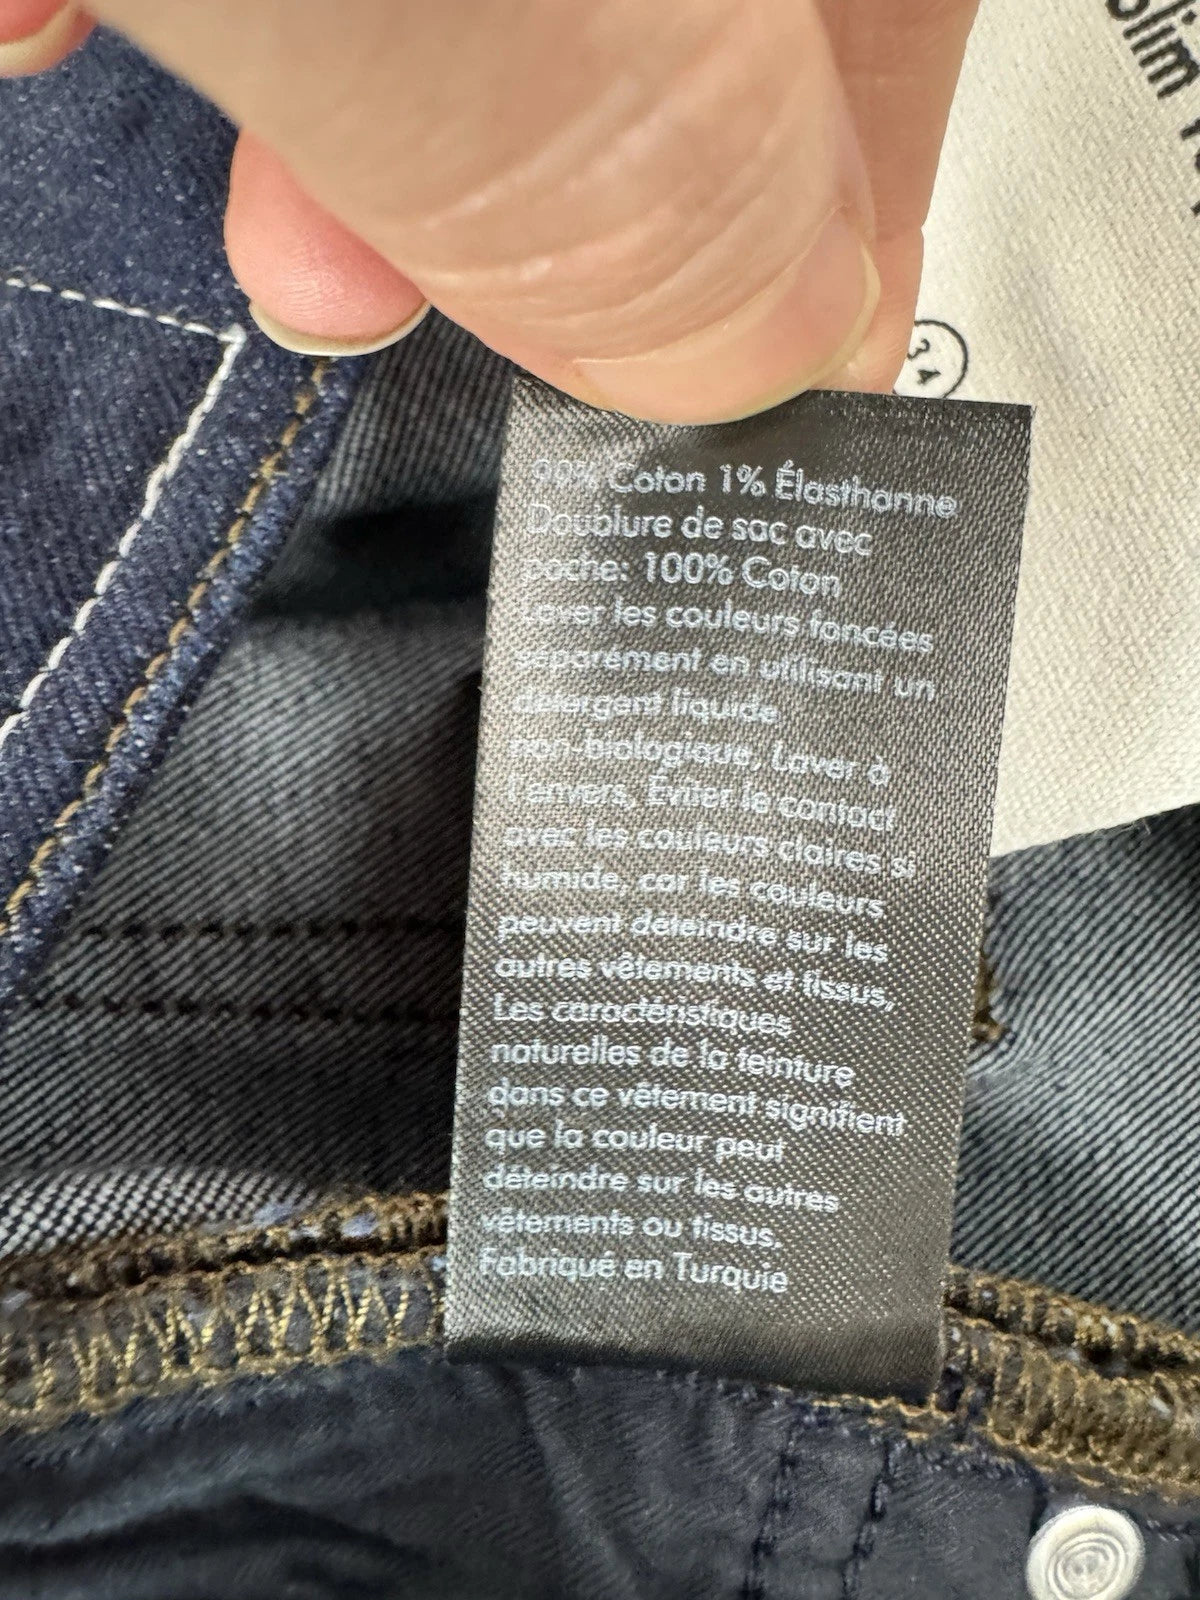 slim
34
99% Coton 1% Élasthanne
Doublure de sac avec
poche: 100% Coton
Laver les couleurs foncées
séparément en utilisant un
détergent liquide,
non-biologique, Laver à
l'envers, Éviter le contact
avec les couleurs claires si
humide, car les couleurs
peuvent déteindre sur les
autres vêtements et tissus,
Les caractéristiques
naturelles de la teinture
dans ce vêtement signifient
que la couleur peut
déteindre sur les autres
vêtements ou tissus.
Fabriqué en Turquie